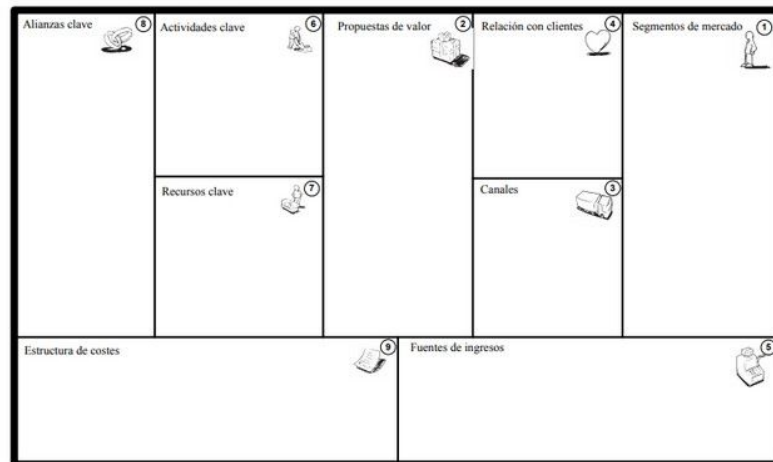 Alianzas clave 8
Actividades clave 6
Propuestas de valor 2
Relación con clientes 4
Segmentos de mercado 1
Recursos clave 7
Canales 3
Estructura de costes 9
Fuentes de ingresos 5